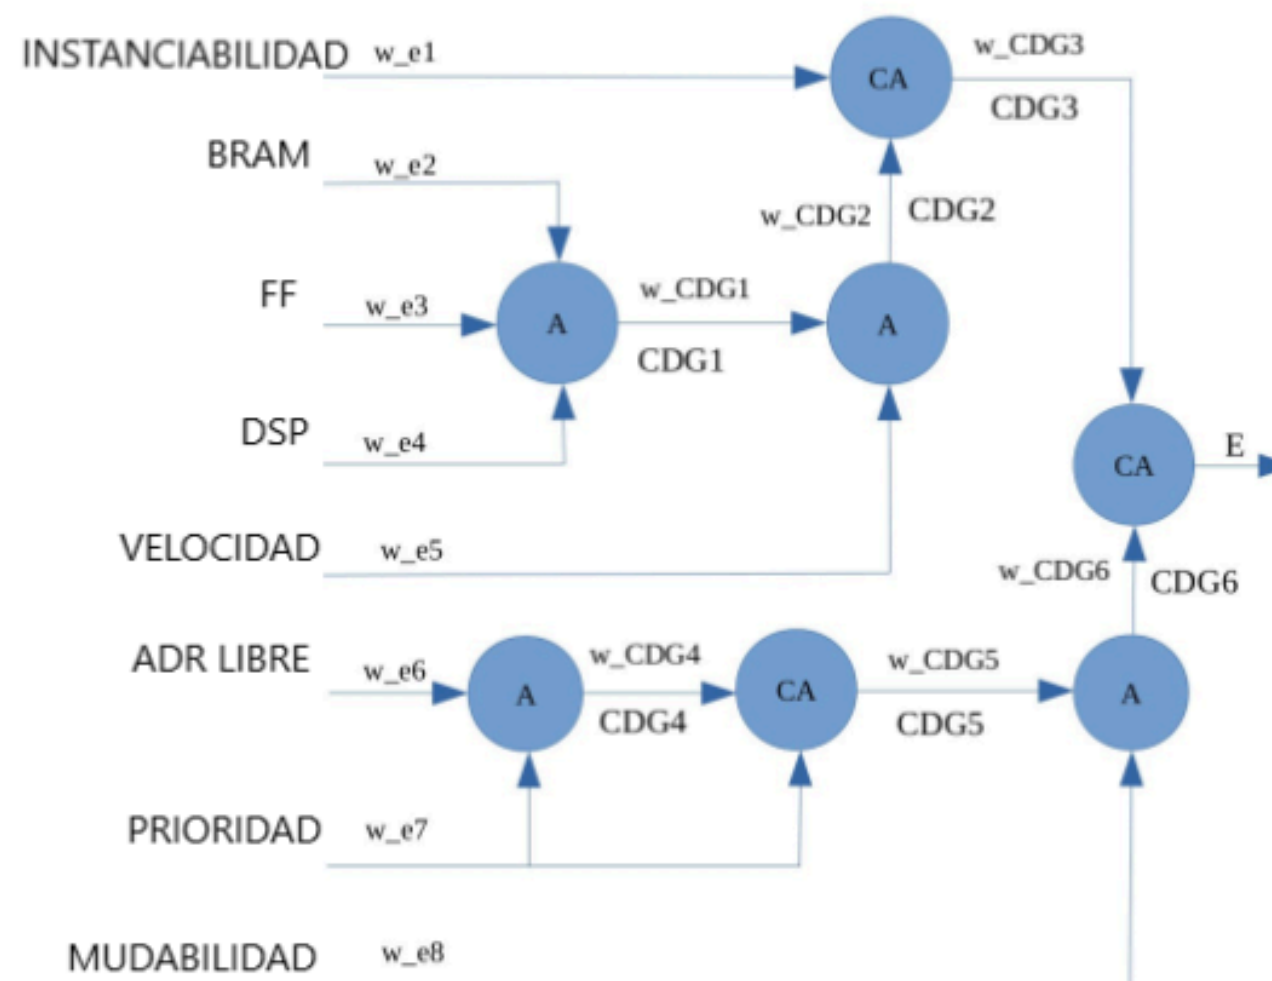 INSTANCIABILIDAD w_e1
CA
w_CDG3
CDG3
BRAM w_e2
w_CDG2 CDG2
FF w_e3
A
w_CDG1
CDG1
A
DSP w_e4
CA
E
VELOCIDAD w_e5
w_CDG6 CDG6
ADR LIBRE w_e6
A
w_CDG4
CDG4
CA
w_CDG5
CDG5
A
PRIORIDAD w_e7
MUDABILIDAD w_e8